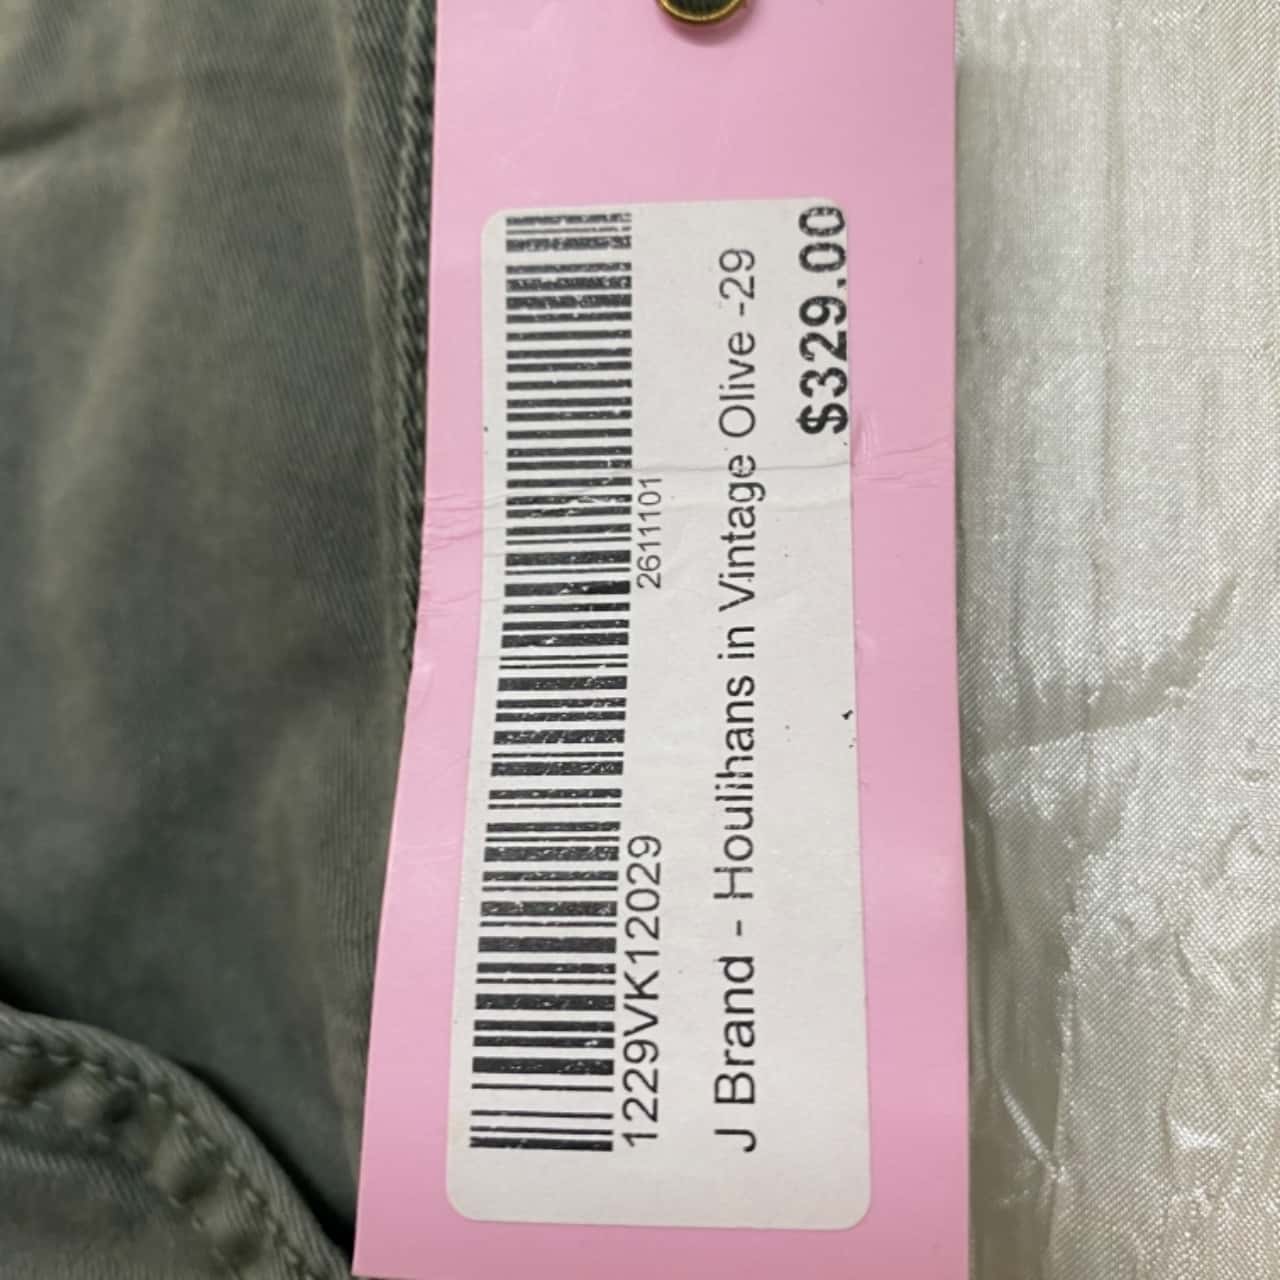 1229VK12029
2611101
J Brand - Houlihans in Vintage Olive -29
$329.00